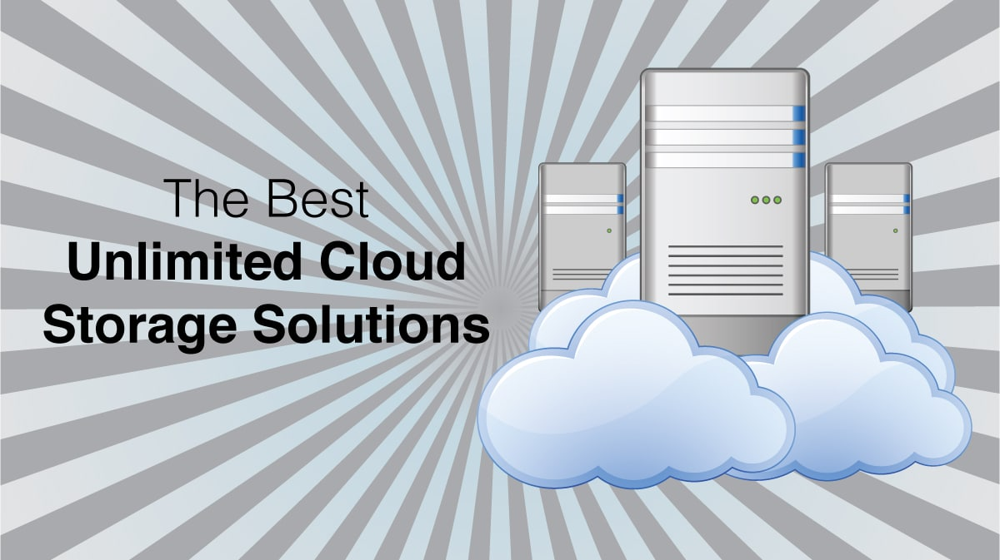 The Best
Unlimited Cloud
Storage Solutions